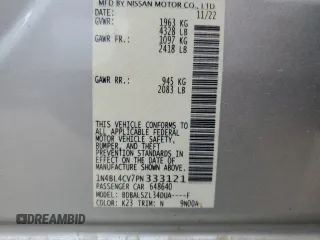 MFD BY NISSAN MOTOR CO., LTD
DATE: 11/22
GVWR: 1963 KG
4328 LB
GAWR FR.: 1097 KG
2418 LB
GAWR RR: 945 KG
2083 LB
THIS VEHICLE CONFORMS TO ALL
APPLICABLE FEDERAL MOTOR
VEHICLE SAFETY,
BUMPER, AND THEFT
PREVENTION STANDARDS
IN EFFECT ON THE
DATE OF
MANUFACTURE
SHOWN ABOVE.
1N4BL4CV7PN333121
PASSENGER CAR 648640
MODEL: BDBALSZL34DUA----F
COLOR: K23 TRIM: N 9N00A